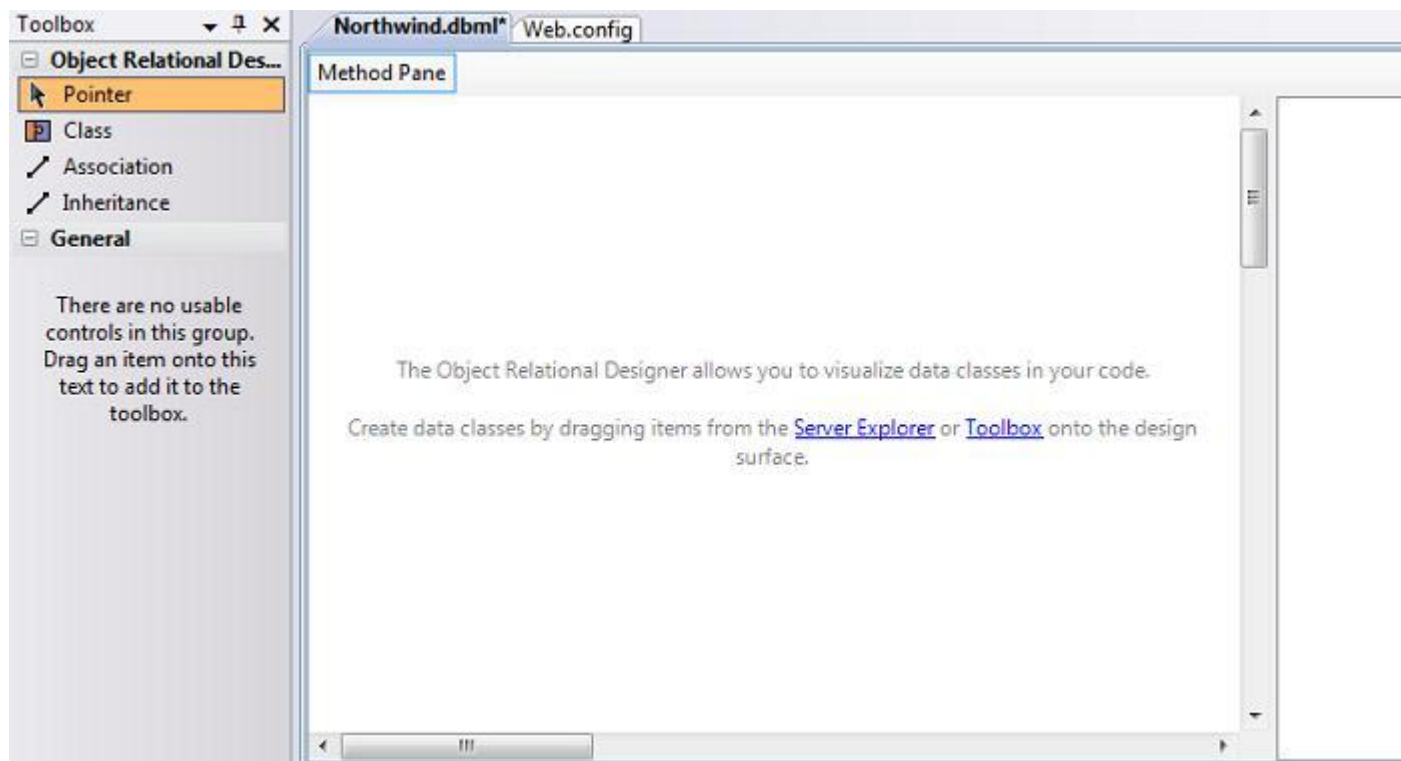 Toolbox
Object Relational Des...
Pointer
Class
Association
Inheritance
General
There are no usable
controls in this group.
Drag an item onto this
text to add it to the
toolbox.
Northwind.dbml* Web.config
Method Pane
The Object Relational Designer allows you to visualize data classes in your code.
Create data classes by dragging items from the Server Explorer or Toolbox onto the design
surface.